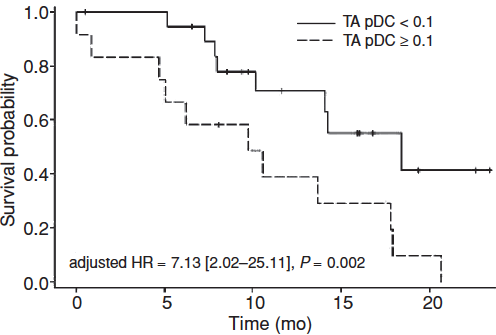 TA pDC < 0.1
TA pDC ≥ 0.1
Survival probability
1.0
0.8
0.6
0.4
0.2
0.0
adjusted HR = 7.13 [2.02–25.11], P = 0.002
0 5 10 15 20
Time (mo)